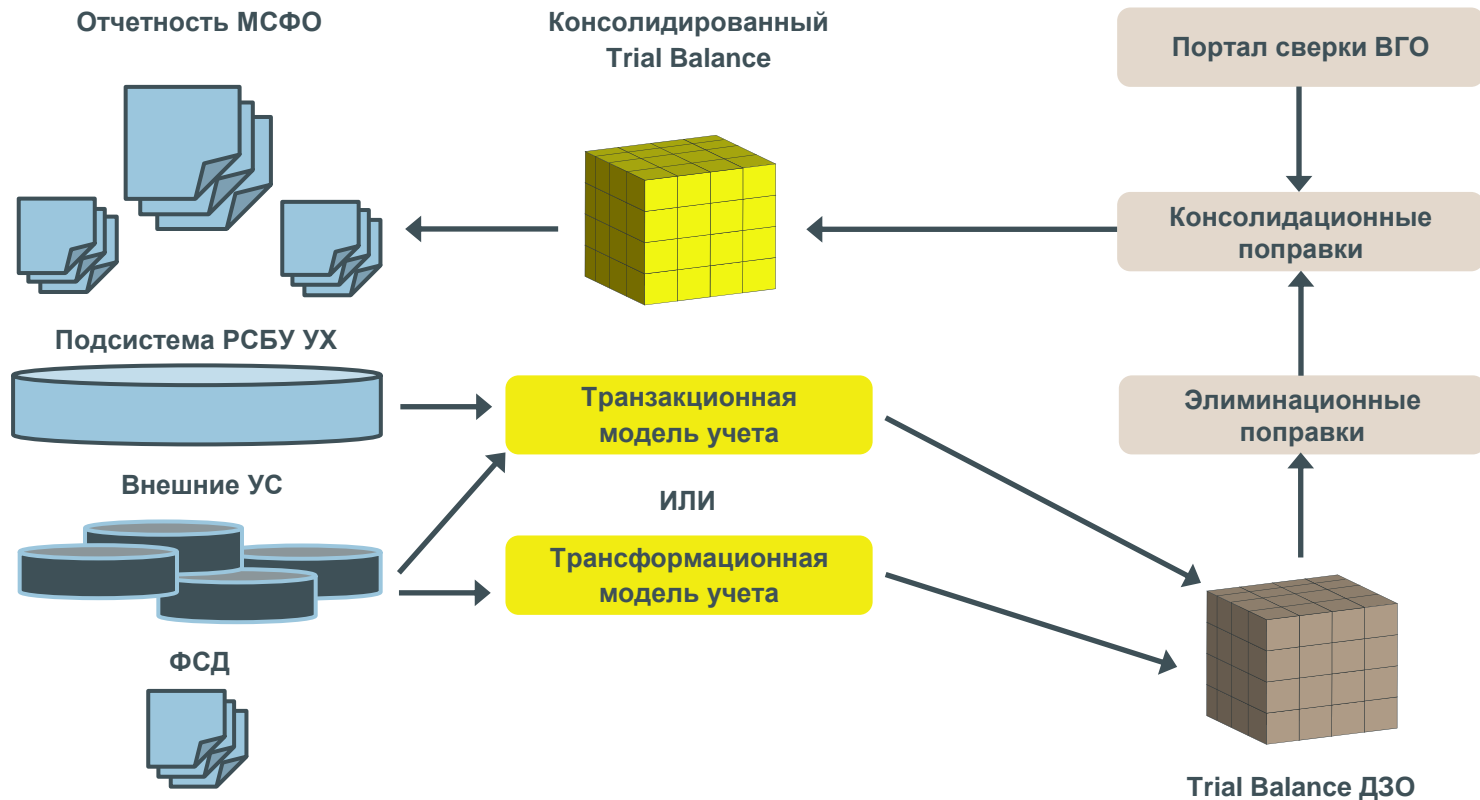 Отчетность МСФО
Консолидированный
Trial Balance
Портал сверки ВГО
Консолидационные
поправки
Подсистема РСБУ УХ
Транзакционная
модель учета
Элиминационные
поправки
Внешние УС
ИЛИ
Трансформационная
модель учета
ФСД
Trial Balance ДЗО